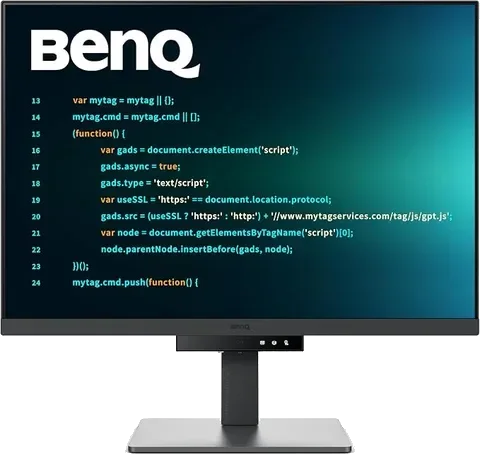 BenQ
13 var mytag = mytag || {};
14 mytag.cmd = mytag.cmd || [];
15 (function() {
16 var gads = document.createElement('script');
17 gads.async = true;
18 gads.type = 'text/script';
19 var useSSL = 'https:' == document.location.protocol;
20 gads.src = (useSSL ? 'https:' : 'http:') + '//www.mytagservices.com/tag/js/gpt.js';
21 var node = document.getElementsByTagName('script')[0];
22 node.parentNode.insertBefore(gads, node);
23 })();
24 mytag.cmd.push(function() {
BenQ